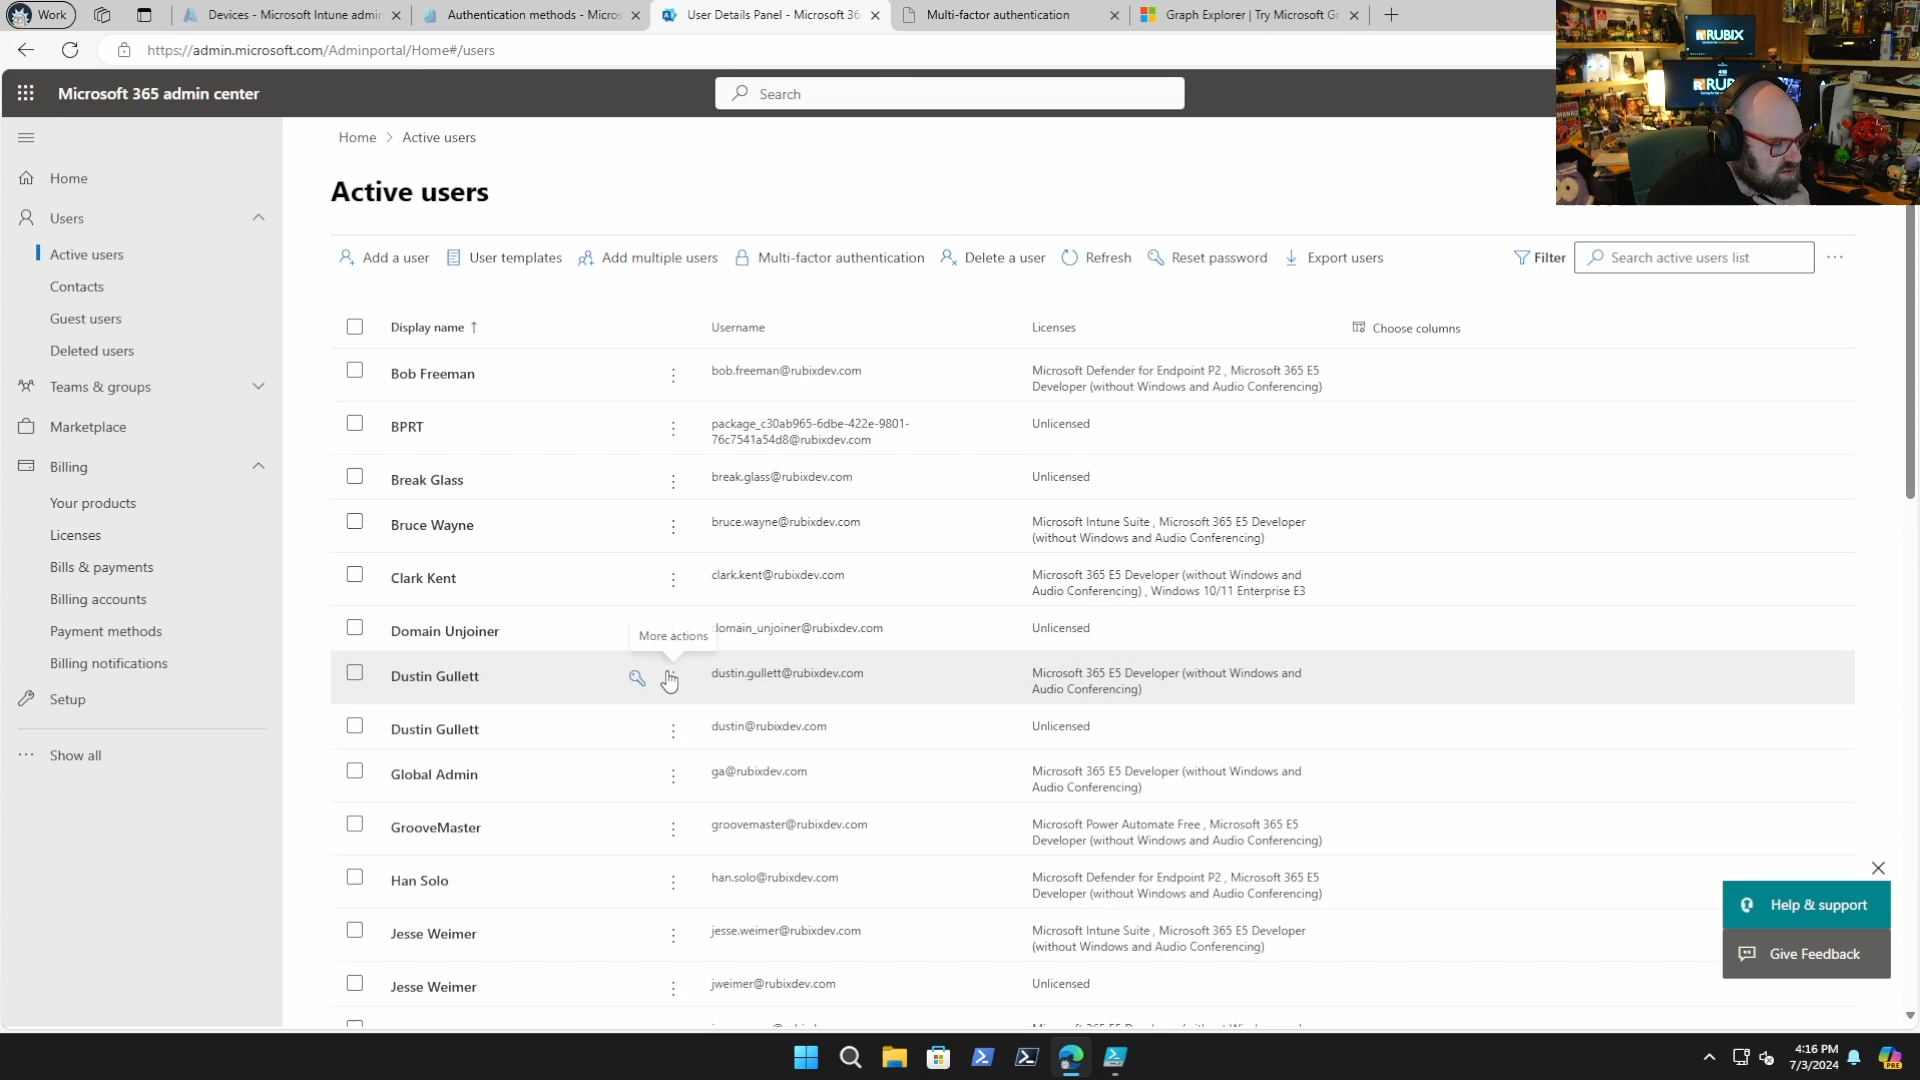 Work
Devices - Microsoft Intune admin
Authentication methods - Micros
User Details Panel - Microsoft 36
Multi-factor authentication
Graph Explorer | Try Microsoft Gr
https://admin.microsoft.com/Adminportal/Home#/users
RUBIX
Microsoft 365 admin center
Search
Home
Users
Active users
Contacts
Guest users
Deleted users
Teams & groups
Marketplace
Billing
Your products
Licenses
Bills & payments
Billing accounts
Payment methods
Billing notifications
Setup
Show all
Home > Active users
Active users
Add a user
User templates
Add multiple users
Multi-factor authentication
Delete a user
Refresh
Reset password
Export users
Filter
Search active users list
Display name ↑
Username
Licenses
Choose columns
Bob Freeman
bob.freeman@rubixdev.com
Microsoft Defender for Endpoint P2 , Microsoft 365 E5
Developer (without Windows and Audio Conferencing)
BPRT
package_c30ab965-6dbe-422e-9801-
76c7541a54d8@rubixdev.com
Unlicensed
Break Glass
break.glass@rubixdev.com
Unlicensed
Bruce Wayne
bruce.wayne@rubixdev.com
Microsoft Intune Suite , Microsoft 365 E5 Developer
(without Windows and Audio Conferencing)
Clark Kent
clark.kent@rubixdev.com
Microsoft 365 E5 Developer (without Windows and
Audio Conferencing) , Windows 10/11 Enterprise E3
Domain Unjoiner
More actions
domain_unjoiner@rubixdev.com
Unlicensed
Dustin Gullett
dustin.gullett@rubixdev.com
Microsoft 365 E5 Developer (without Windows and
Audio Conferencing)
Dustin Gullett
dustin@rubixdev.com
Unlicensed
Global Admin
ga@rubixdev.com
Microsoft 365 E5 Developer (without Windows and
Audio Conferencing)
GrooveMaster
groovemaster@rubixdev.com
Microsoft Power Automate Free , Microsoft 365 E5
Developer (without Windows and Audio Conferencing)
Han Solo
han.solo@rubixdev.com
Microsoft Defender for Endpoint P2 , Microsoft 365 E5
Developer (without Windows and Audio Conferencing)
Jesse Weimer
jesse.weimer@rubixdev.com
Microsoft Intune Suite , Microsoft 365 E5 Developer
(without Windows and Audio Conferencing)
Jesse Weimer
jweimer@rubixdev.com
Unlicensed
Help & support
Give Feedback
4:16 PM
7/3/2024
PRE